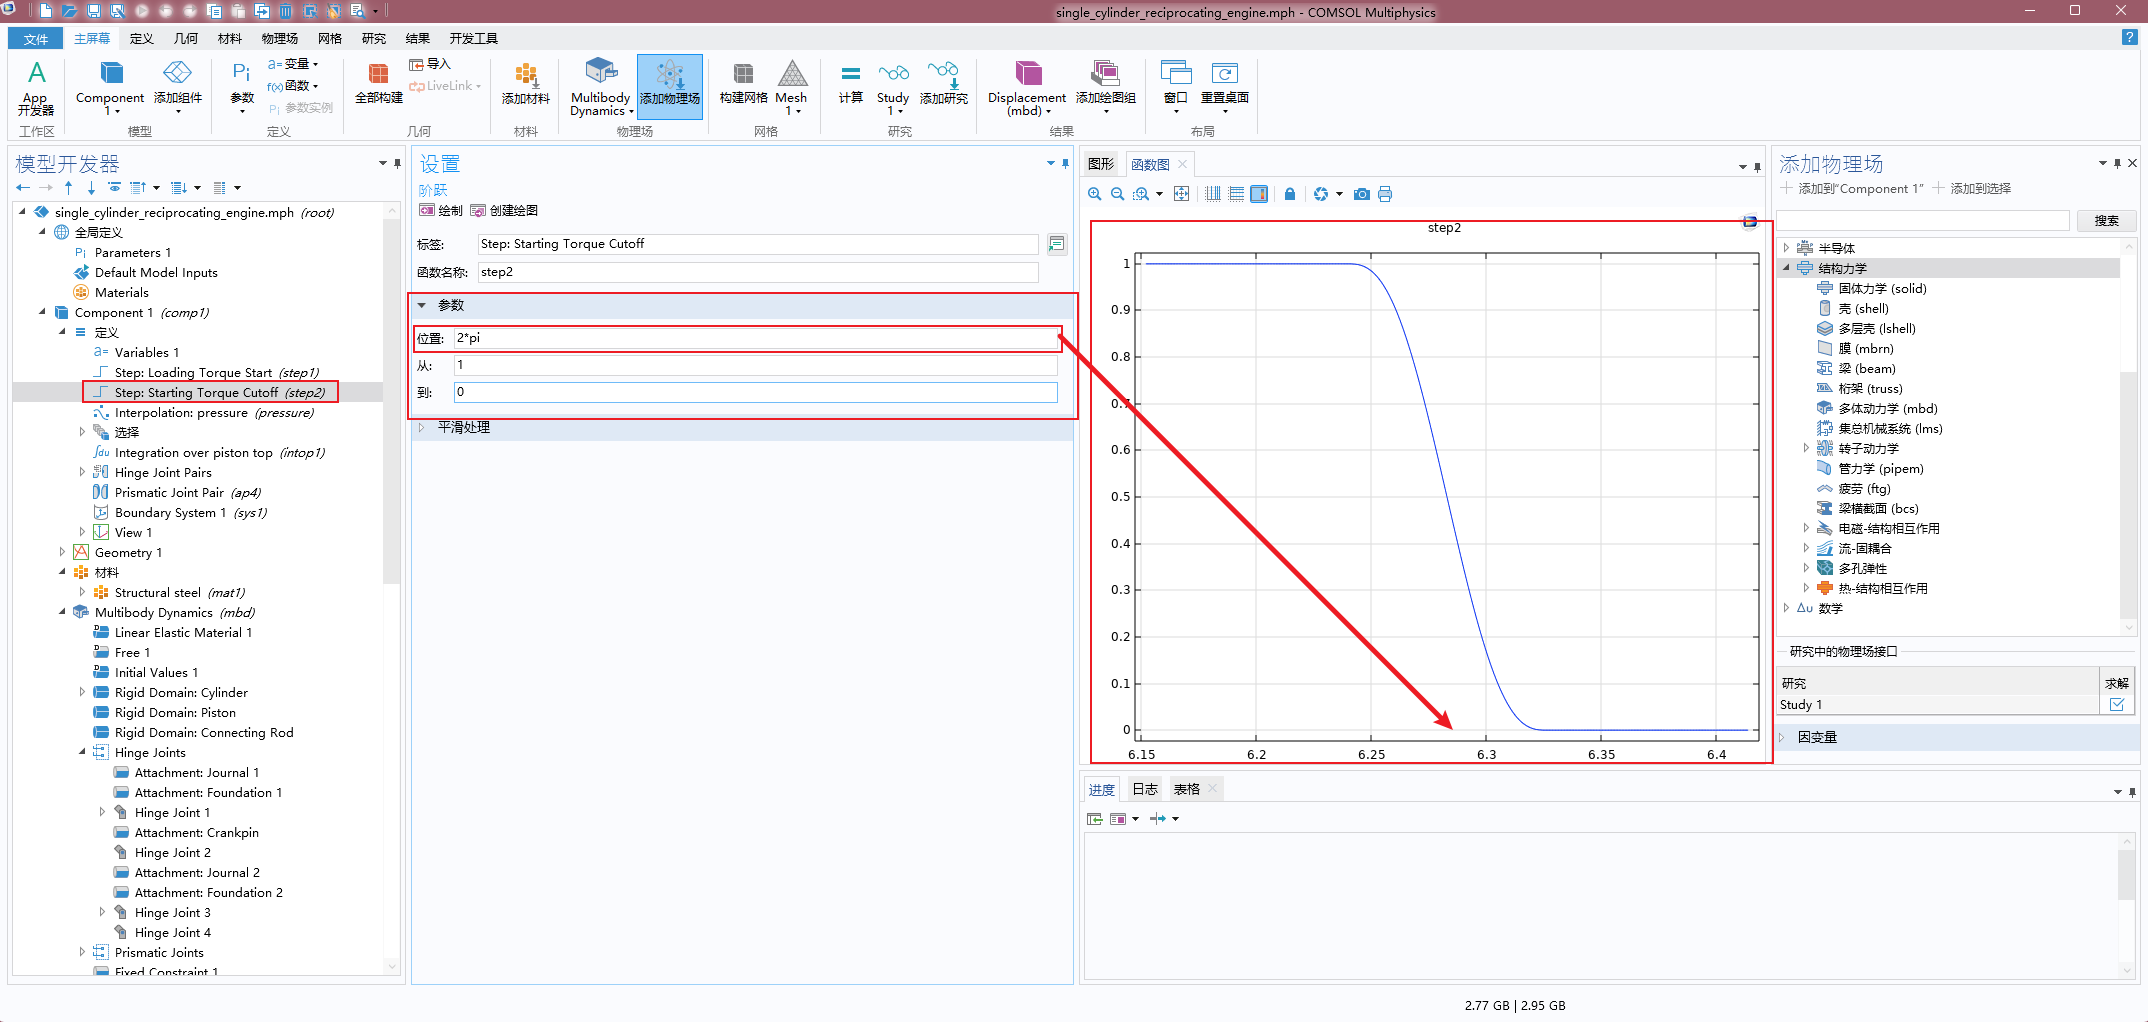 single_cylinder_reciprocating_engine.mph - COMSOL Multiphysics
文件 主屏幕 定义 几何 材料 物理场 网格 研究 结果 开发工具
A
App
开发器
工作区
Component
1
添加组件
模型
Pi
参数
a= 变量
f(x) 函数
Pi 参数实例
定义
全部构建
导入
LiveLink
几何
添加材料
材料
Multibody
Dynamics
添加物理场
物理场
构建网格
Mesh
1
网格
计算
Study
1
添加研究
研究
Displacement
(mbd)
添加绘图组
结果
窗口
重置桌面
布局
模型开发器
single_cylinder_reciprocating_engine.mph (root)
全局定义
Pi Parameters 1
Default Model Inputs
Materials
Component 1 (comp1)
定义
a= Variables 1
Step: Loading Torque Start (step1)
Step: Starting Torque Cutoff (step2)
Interpolation: pressure (pressure)
选择
∫du Integration over piston top (intop1)
Hinge Joint Pairs
Prismatic Joint Pair (ap4)
Boundary System 1 (sys1)
View 1
Geometry 1
材料
Structural steel (mat1)
Multibody Dynamics (mbd)
Linear Elastic Material 1
Free 1
Initial Values 1
Rigid Domain: Cylinder
Rigid Domain: Piston
Rigid Domain: Connecting Rod
Hinge Joints
Attachment: Journal 1
Attachment: Foundation 1
Hinge Joint 1
Attachment: Crankpin
Hinge Joint 2
Attachment: Journal 2
Attachment: Foundation 2
Hinge Joint 3
Hinge Joint 4
Prismatic Joints
Fixed Constraint 1
设置
阶跃
绘制 创建绘图
标签: Step: Starting Torque Cutoff
函数名称: step2
参数
位置: 2*pi
从: 1
到: 0
平滑处理
图形 函数图
step2
1
0.9
0.8
0.7
0.6
0.5
0.4
0.3
0.2
0.1
0
6.15 6.2 6.25 6.3 6.35 6.4
进度 日志 表格
添加物理场
添加到"Component 1" 添加到选择
搜索
半导体
结构力学
固体力学 (solid)
壳 (shell)
多层壳 (lshell)
膜 (mbrn)
梁 (beam)
桁架 (truss)
多体动力学 (mbd)
集总机械系统 (lms)
转子动力学
管力学 (pipem)
疲劳 (ftg)
梁横截面 (bcs)
电磁-结构相互作用
流-固耦合
多孔弹性
热-结构相互作用
Δu 数学
研究中的物理场接口
研究 求解
Study 1
因变量
2.77 GB | 2.95 GB